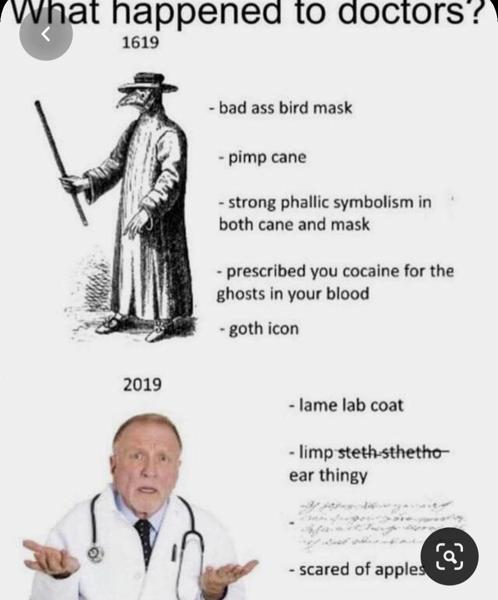 What happened to doctors?
1619
- bad ass bird mask
- pimp cane
- strong phallic symbolism in
both cane and mask
- prescribed you cocaine for the
ghosts in your blood
- goth icon
2019
- lame lab coat
- limp steth-sthetho-
ear thingy
-
- scared of apples